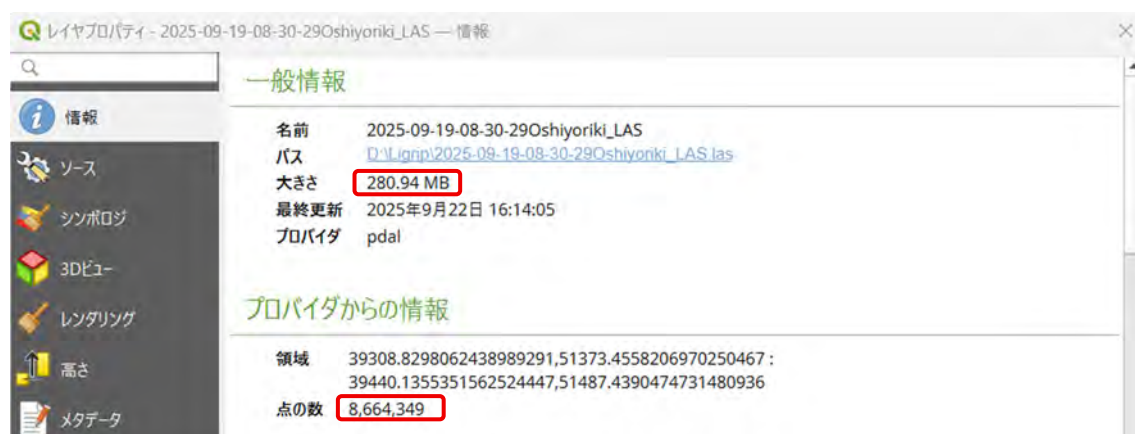 レイヤプロパティ - 2025-09-19-08-30-29Oshiyoriki_LAS — 情報
一般情報
情報
名前 2025-09-19-08-30-29Oshiyoriki_LAS
パス D:\Lignp\2025-09-19-08-30-29Oshiyoriki_LAS.las
ソース
大きさ 280.94 MB
最終更新 2025年9月22日 16:14:05
シンボロジ
プロバイダ pdal
3Dビュー
プロバイダからの情報
レンダリング
領域 39308.8298062438989291,51373.4558206970250467 :
39440.1355351562524447,51487.4390474731480936
高さ
点の数 8,664,349
メタデータ